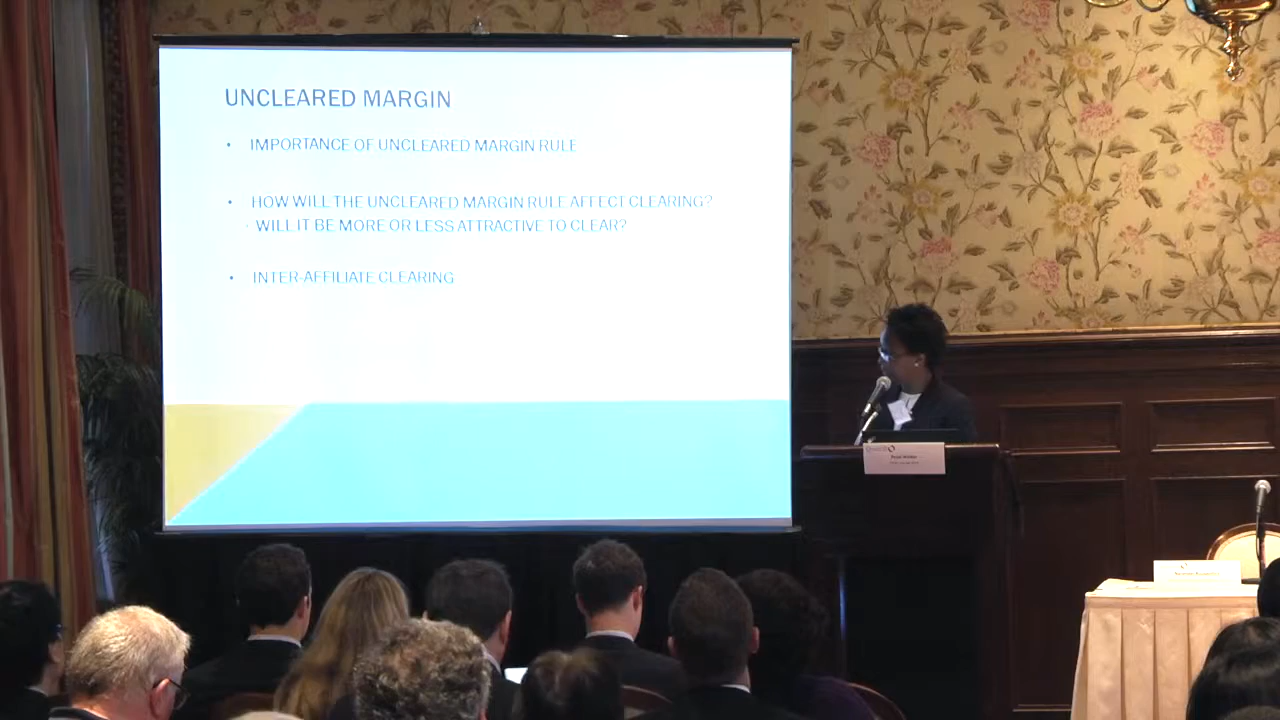 UNCLEARED MARGIN
• IMPORTANCE OF UNCLEARED MARGIN RULE
• HOW WILL THE UNCLEARED MARGIN RULE AFFECT CLEARING?
· WILL IT BE MORE OR LESS ATTRACTIVE TO CLEAR?
• INTER-AFFILIATE CLEARING